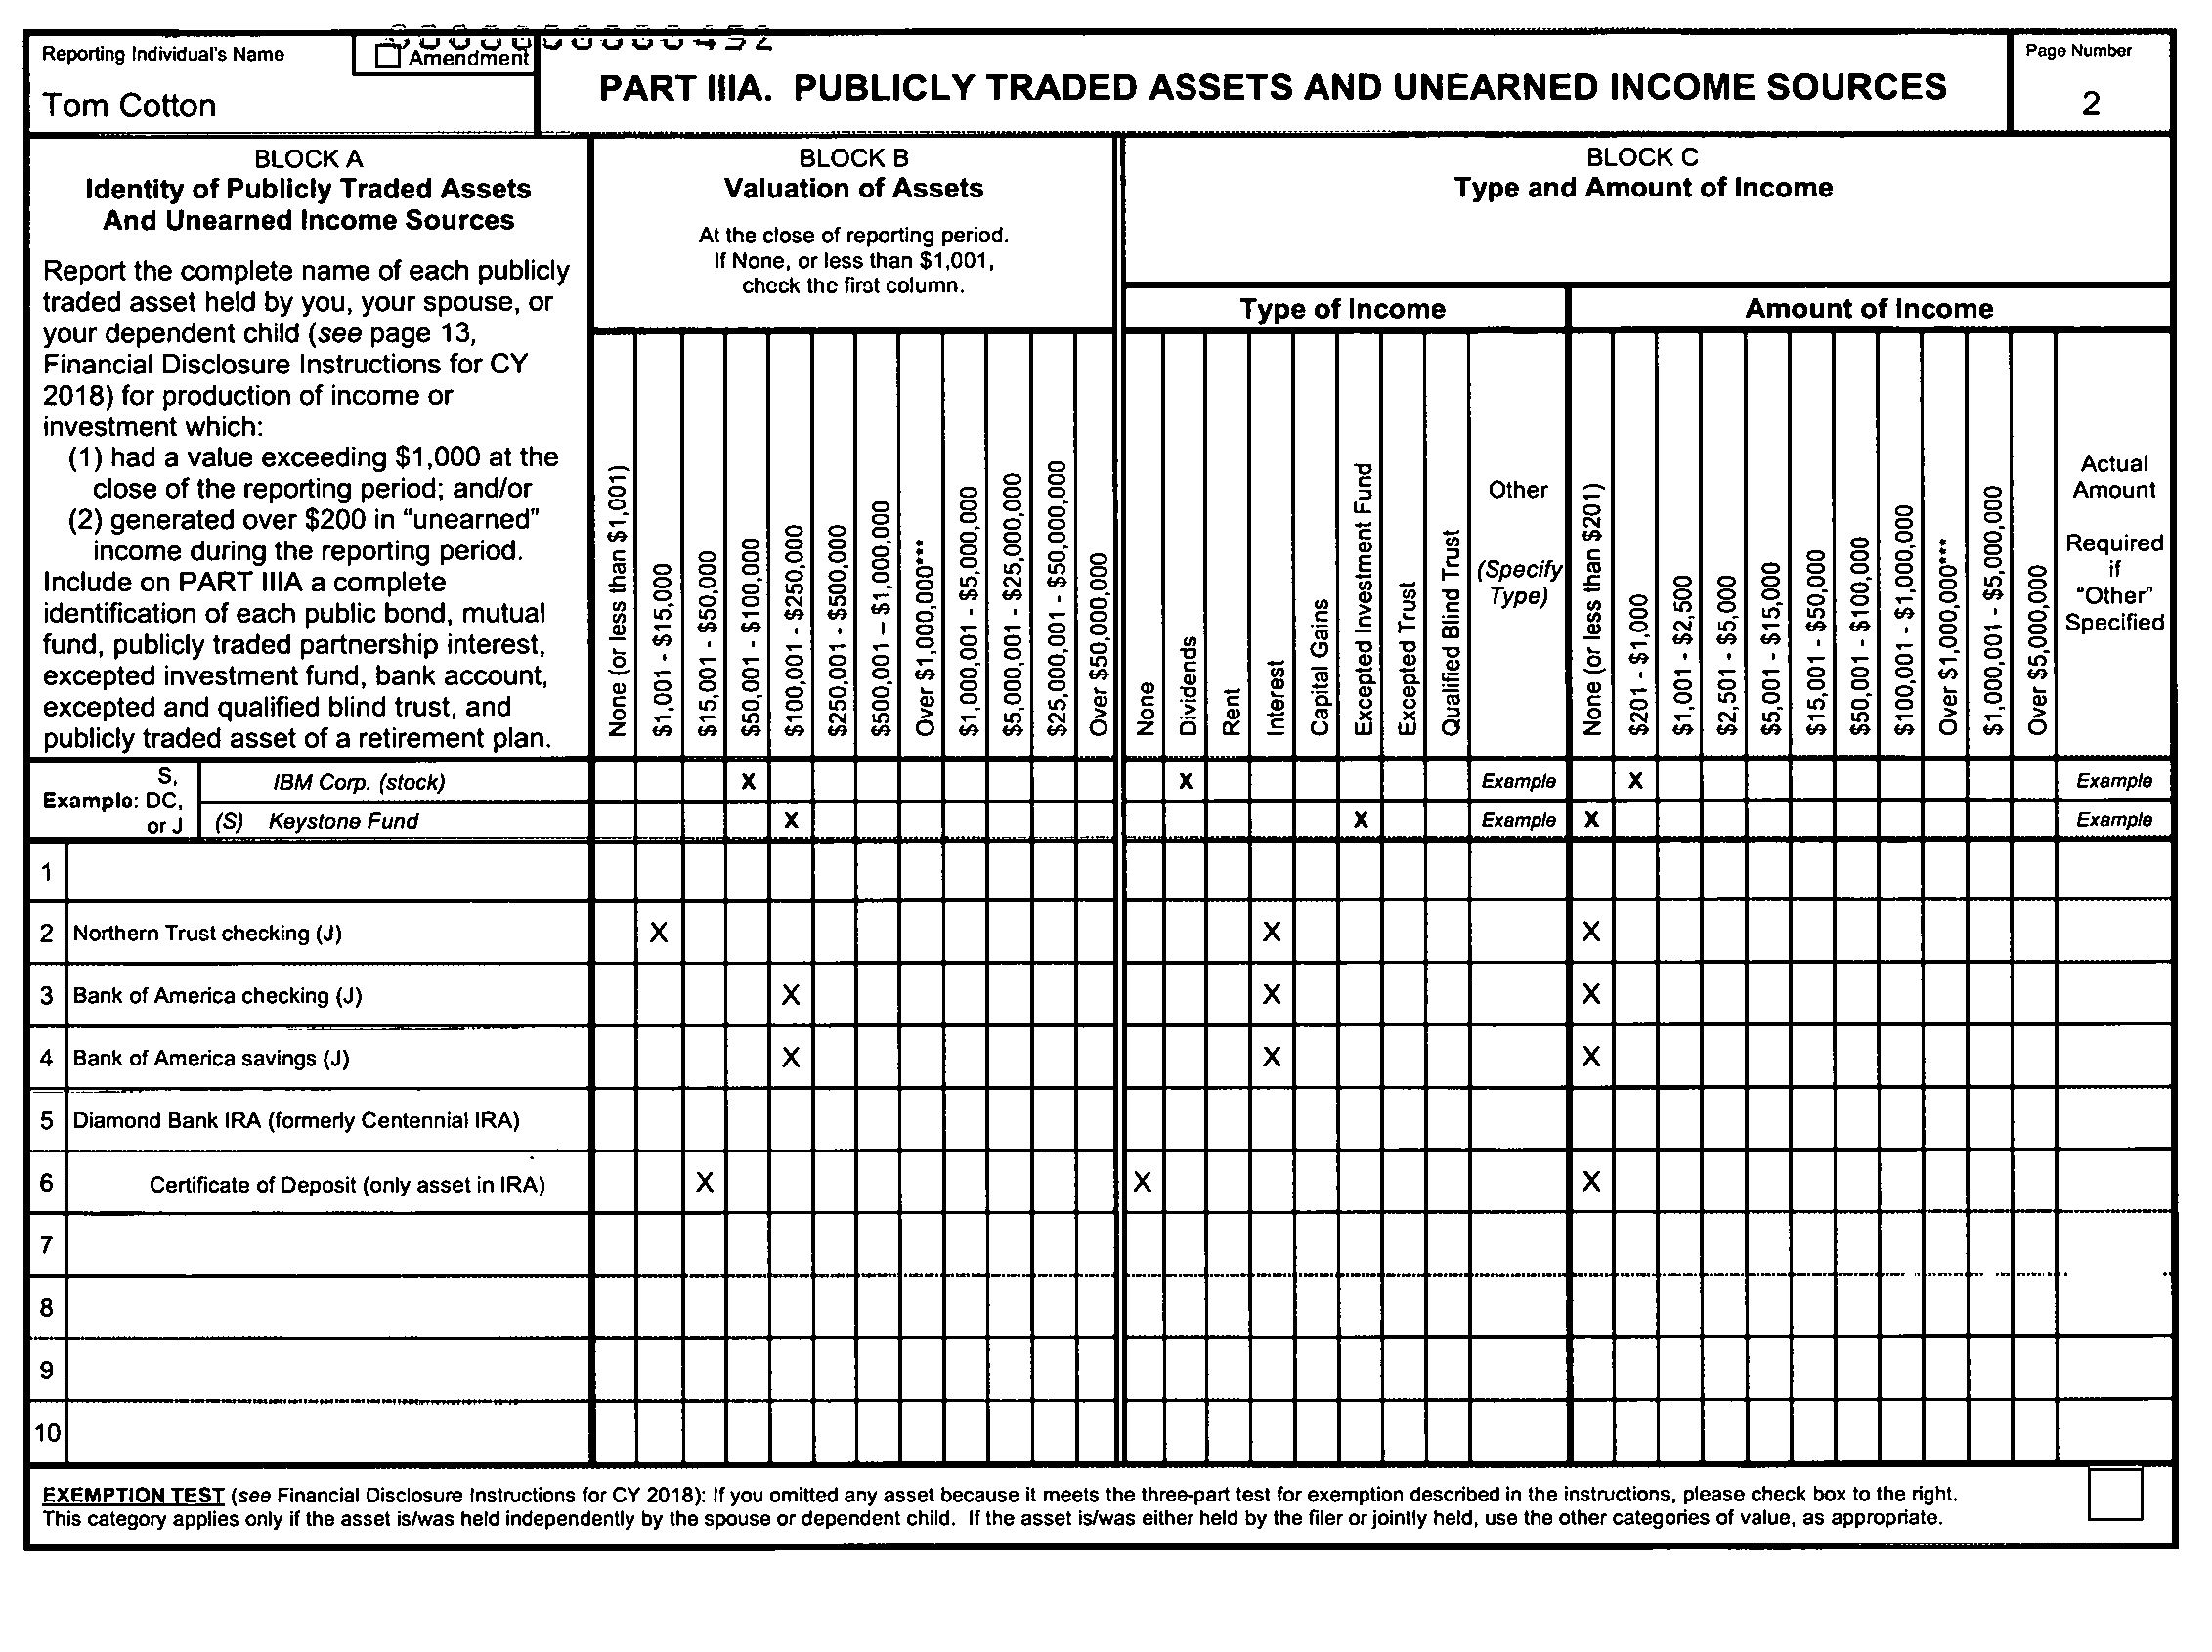 000000000452
Reporting Individual's Name
Amendment
Tom Cotton
PART IIIA. PUBLICLY TRADED ASSETS AND UNEARNED INCOME SOURCES
Page Number
2
BLOCK A
Identity of Publicly Traded Assets
And Unearned Income Sources
Report the complete name of each publicly
traded asset held by you, your spouse, or
your dependent child (see page 13,
Financial Disclosure Instructions for CY
2018) for production of income or
investment which:
(1) had a value exceeding $1,000 at the
close of the reporting period; and/or
(2) generated over $200 in “unearned”
income during the reporting period.
Include on PART IIIA a complete
identification of each public bond, mutual
fund, publicly traded partnership interest,
excepted investment fund, bank account,
excepted and qualified blind trust, and
publicly traded asset of a retirement plan.
BLOCK B
Valuation of Assets
At the close of reporting period.
If None, or less than $1,001,
check the first column.
None (or less than $1,001)
$1,001 - $15,000
$15,001 - $50,000
$50,001 - $100,000
$100,001 - $250,000
$250,001 - $500,000
$500,001 – $1,000,000
Over $1,000,000***
$1,000,001 - $5,000,000
$5,000,001 - $25,000,000
$25,000,001 - $50,000,000
Over $50,000,000
BLOCK C
Type and Amount of Income
Type of Income
None
Dividends
Rent
Interest
Capital Gains
Excepted Investment Fund
Excepted Trust
Qualified Blind Trust
Other
(Specify
Type)
Amount of Income
None (or less than $201)
$201 - $1,000
$1,001 - $2,500
$2,501 - $5,000
$5,001 - $15,000
$15,001 - $50,000
$50,001 - $100,000
$100,001 - $1,000,000
Over $1,000,000***
$1,000,001 - $5,000,000
Over $5,000,000
Actual
Amount
Required
if
“Other”
Specified
Example:
S,
DC,
or J
IBM Corp. (stock) X X Example X Example
(S) Keystone Fund X X Example X Example
1
2 Northern Trust checking (J) X X X
3 Bank of America checking (J) X X X
4 Bank of America savings (J) X X X
5 Diamond Bank IRA (formerly Centennial IRA)
6 Certificate of Deposit (only asset in IRA) X X X
7
8
9
10
EXEMPTION TEST (see Financial Disclosure Instructions for CY 2018): If you omitted any asset because it meets the three-part test for exemption described in the instructions, please check box to the right.
This category applies only if the asset is/was held independently by the spouse or dependent child. If the asset is/was either held by the filer or jointly held, use the other categories of value, as appropriate.